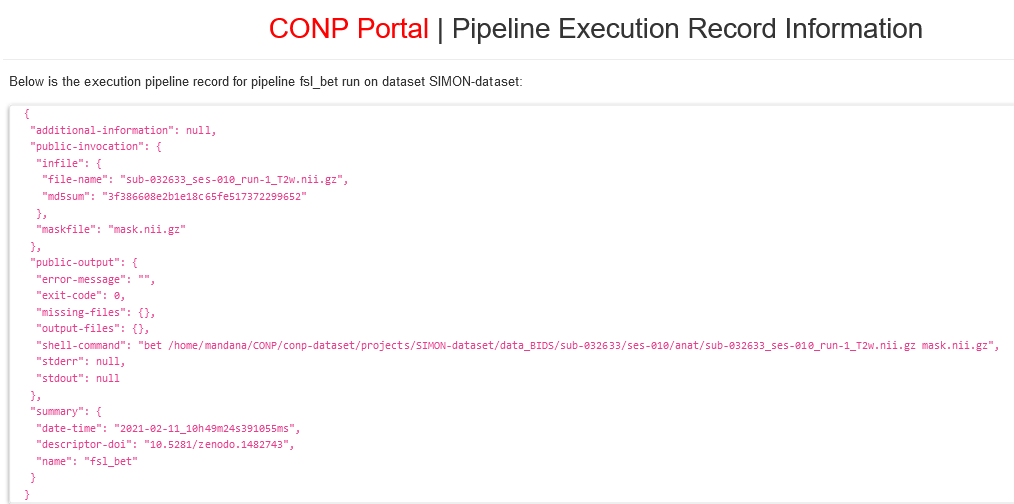 CONP Portal | Pipeline Execution Record Information
Below is the execution pipeline record for pipeline fsl_bet run on dataset SIMON-dataset:
{
"additional-information": null,
"public-invocation": {
"infile": {
"file-name": "sub-032633_ses-010_run-1_T2w.nii.gz",
"md5sum": "3f386608e2b1e18c65fe517372299652"
},
"maskfile": "mask.nii.gz"
},
"public-output": {
"error-message": "",
"exit-code": 0,
"missing-files": {},
"output-files": {},
"shell-command": "bet /home/mandana/CONP/conp-dataset/projects/SIMON-dataset/data_BIDS/sub-032633/ses-010/anat/sub-032633_ses-010_run-1_T2w.nii.gz mask.nii.gz",
"stderr": null,
"stdout": null
},
"summary": {
"date-time": "2021-02-11_10h49m24s391055ms",
"descriptor-doi": "10.5281/zenodo.1482743",
"name": "fsl_bet"
}
}